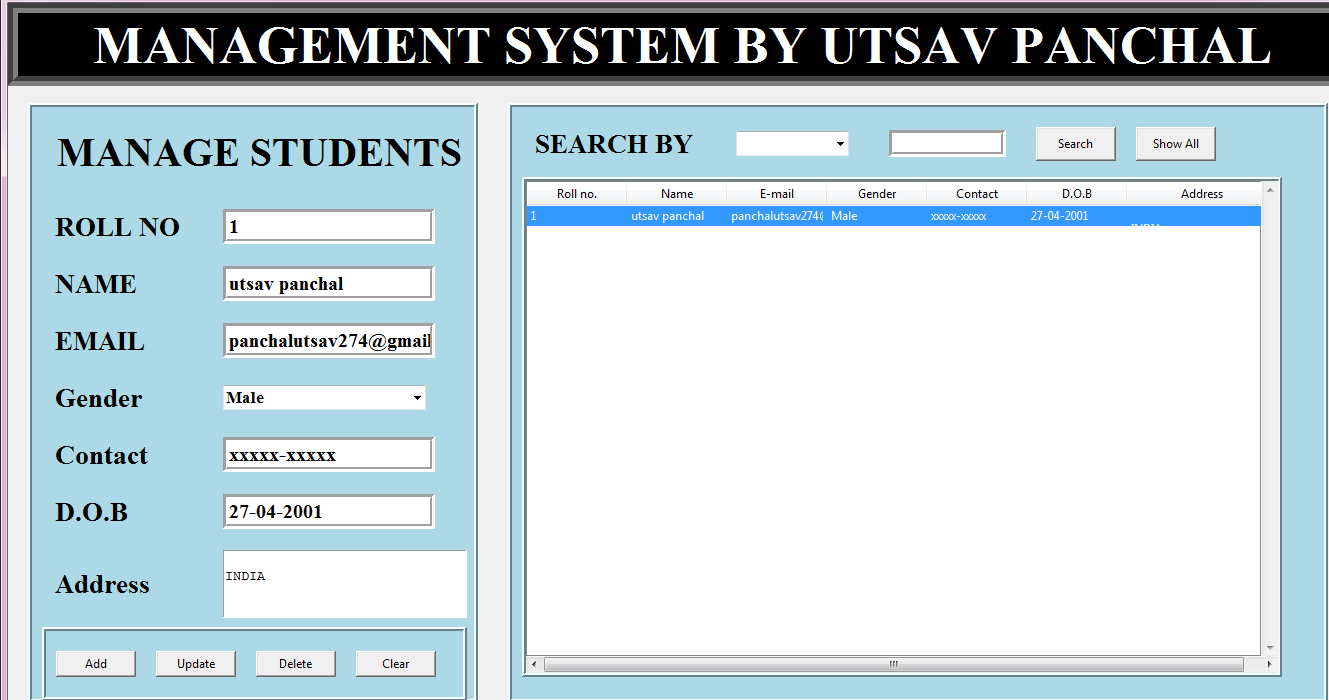 MANAGEMENT SYSTEM BY UTSAV PANCHAL
MANAGE STUDENTS
ROLL NO 1
NAME utsav panchal
EMAIL panchalutsav274@gmail
Gender Male
Contact xxxxx-xxxxx
D.O.B 27-04-2001
Address INDIA
Add Update Delete Clear
SEARCH BY Search Show All
Roll no. Name E-mail Gender Contact D.O.B Address
1 utsav panchal panchalutsav274@ Male xxxxx-xxxxx 27-04-2001
INDIA